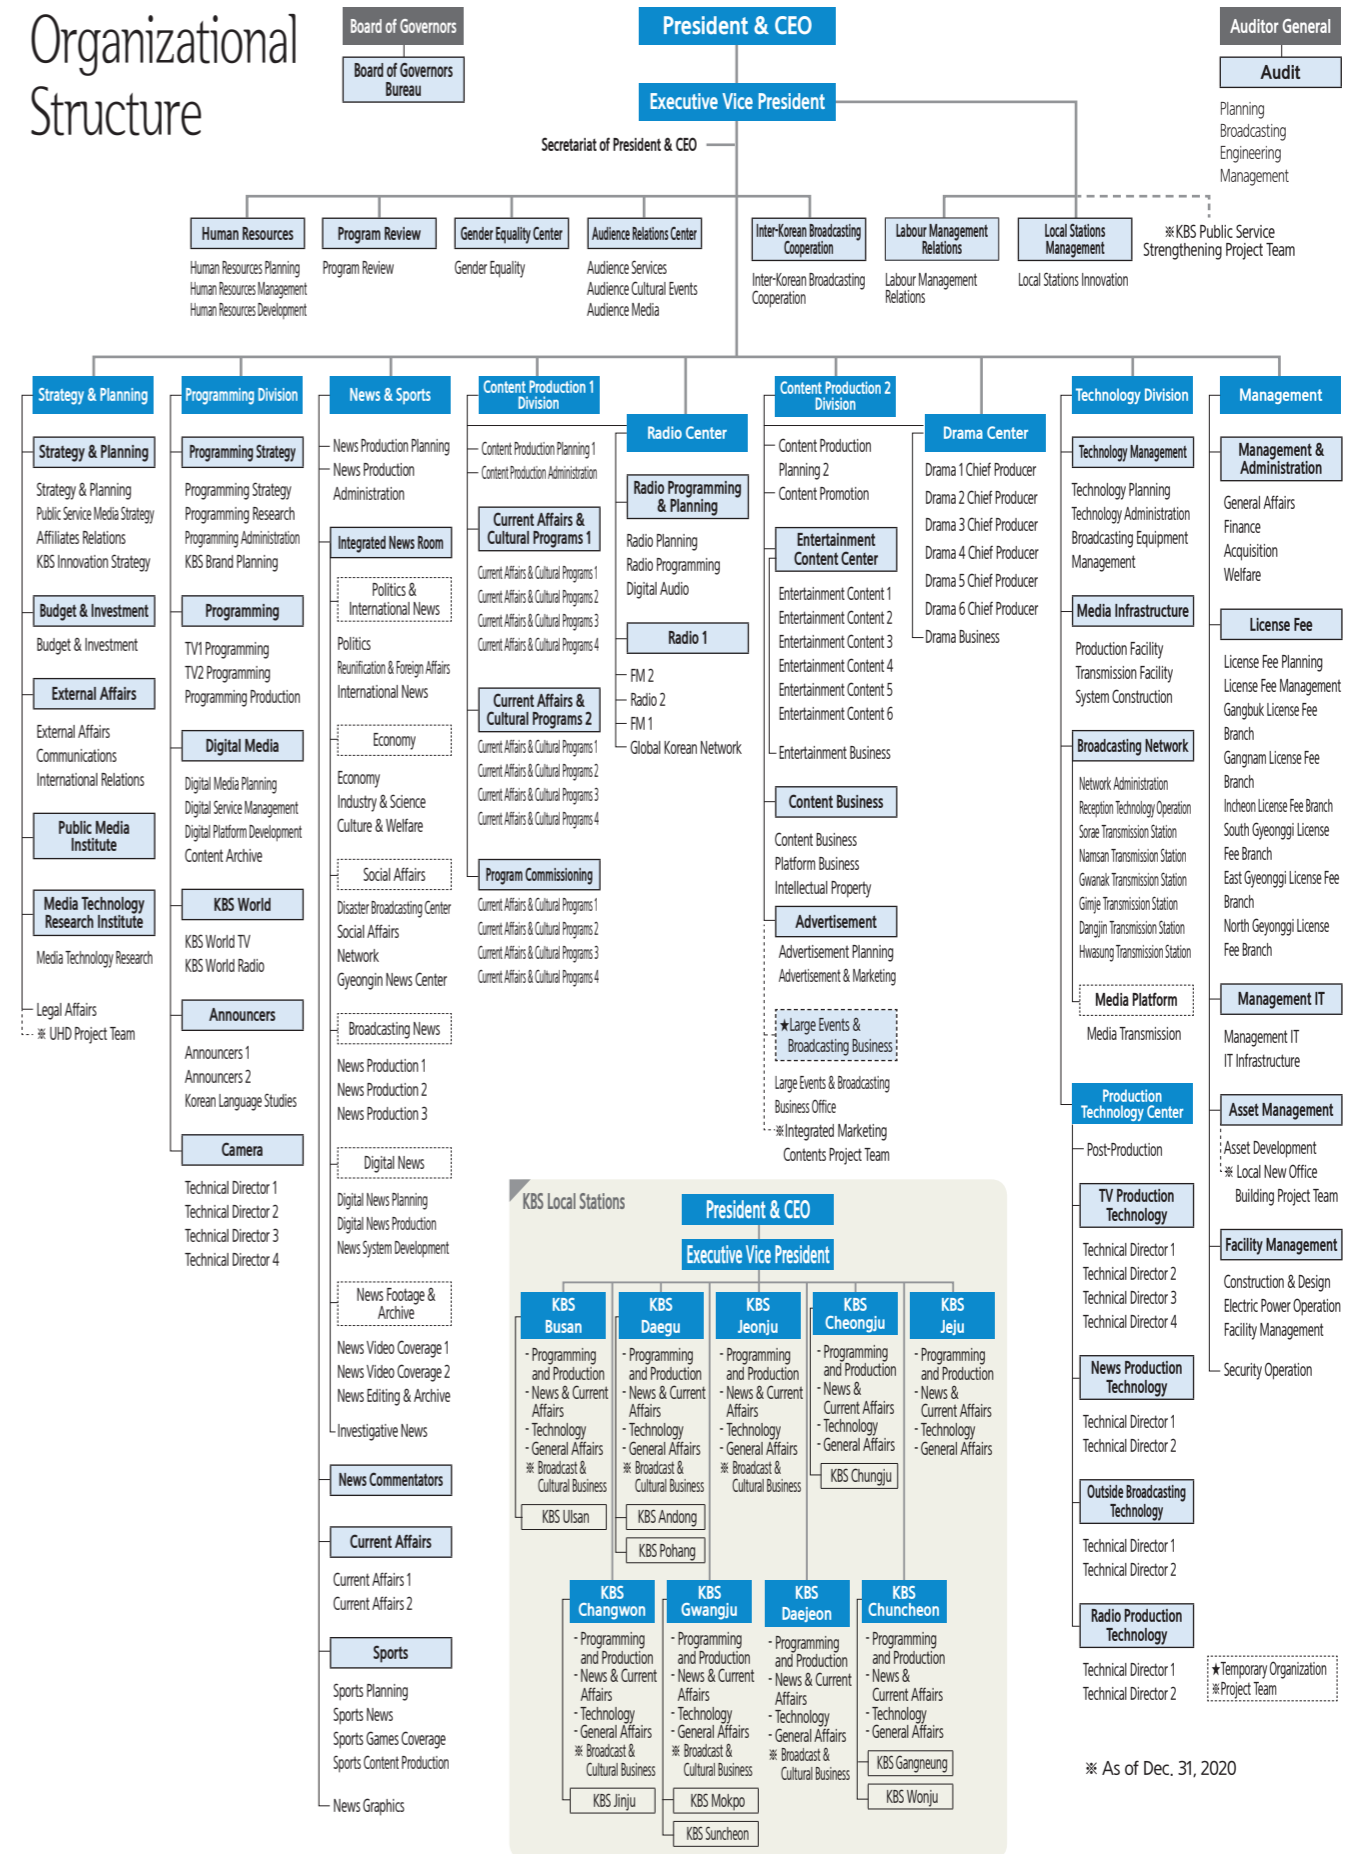 Organizational
Structure
Board of Governors
Board of Governors
Bureau
President & CEO
Executive Vice President
Secretariat of President & CEO
Auditor General
Audit
Planning
Broadcasting
Engineering
Management
Human Resources
Human Resources Planning
Human Resources Management
Human Resources Development
Program Review
Program Review
Gender Equality Center
Gender Equality
Audience Relations Center
Audience Services
Audience Cultural Events
Audience Media
Inter-Korean Broadcasting
Cooperation
Inter-Korean Broadcasting
Cooperation
Labour Management
Relations
Labour Management
Relations
Local Stations
Management
Local Stations Innovation
※KBS Public Service
Strengthening Project Team
Strategy & Planning
Strategy & Planning
Strategy & Planning
Public Service Media Strategy
Affiliates Relations
KBS Innovation Strategy
Budget & Investment
Budget & Investment
External Affairs
External Affairs
Communications
International Relations
Public Media
Institute
Media Technology
Research Institute
Media Technology Research
Legal Affairs
※ UHD Project Team
Programming Division
Programming Strategy
Programming Strategy
Programming Research
Programming Administration
KBS Brand Planning
Programming
TV1 Programming
TV2 Programming
Programming Production
Digital Media
Digital Media Planning
Digital Service Management
Digital Platform Development
Content Archive
KBS World
KBS World TV
KBS World Radio
Announcers
Announcers 1
Announcers 2
Korean Language Studies
Camera
Technical Director 1
Technical Director 2
Technical Director 3
Technical Director 4
News & Sports
News Production Planning
News Production
Administration
Integrated News Room
Politics &
International News
Politics
Reunification & Foreign Affairs
International News
Economy
Economy
Industry & Science
Culture & Welfare
Social Affairs
Disaster Broadcasting Center
Social Affairs
Network
Gyeongin News Center
Broadcasting News
News Production 1
News Production 2
News Production 3
Digital News
Digital News Planning
Digital News Production
News System Development
News Footage &
Archive
News Video Coverage 1
News Video Coverage 2
News Editing & Archive
Investigative News
News Commentators
Current Affairs
Current Affairs 1
Current Affairs 2
Sports
Sports Planning
Sports News
Sports Games Coverage
Sports Content Production
News Graphics
Content Production 1
Division
Content Production Planning 1
Content Production Administration
Current Affairs &
Cultural Programs 1
Current Affairs & Cultural Programs 1
Current Affairs & Cultural Programs 2
Current Affairs & Cultural Programs 3
Current Affairs & Cultural Programs 4
Current Affairs &
Cultural Programs 2
Current Affairs & Cultural Programs 1
Current Affairs & Cultural Programs 2
Current Affairs & Cultural Programs 3
Current Affairs & Cultural Programs 4
Program Commissioning
Current Affairs & Cultural Programs 1
Current Affairs & Cultural Programs 2
Current Affairs & Cultural Programs 3
Current Affairs & Cultural Programs 4
Radio Center
Radio Programming
& Planning
Radio Planning
Radio Programming
Digital Audio
Radio 1
FM 2
Radio 2
FM 1
Global Korean Network
Content Production 2
Division
Content Production
Planning 2
Content Promotion
Entertainment
Content Center
Entertainment Content 1
Entertainment Content 2
Entertainment Content 3
Entertainment Content 4
Entertainment Content 5
Entertainment Content 6
Entertainment Business
Content Business
Content Business
Platform Business
Intellectual Property
Advertisement
Advertisement Planning
Advertisement & Marketing
★Large Events &
Broadcasting Business
Large Events & Broadcasting
Business Office
※Integrated Marketing
Contents Project Team
Drama Center
Drama 1 Chief Producer
Drama 2 Chief Producer
Drama 3 Chief Producer
Drama 4 Chief Producer
Drama 5 Chief Producer
Drama 6 Chief Producer
Drama Business
Technology Division
Technology Management
Technology Planning
Technology Administration
Broadcasting Equipment
Management
Media Infrastructure
Production Facility
Transmission Facility
System Construction
Broadcasting Network
Network Administration
Reception Technology Operation
Sorae Transmission Station
Namsan Transmission Station
Gwanak Transmission Station
Gimje Transmission Station
Dangjin Transmission Station
Hwasung Transmission Station
Media Platform
Media Transmission
Production
Technology Center
Post-Production
TV Production
Technology
Technical Director 1
Technical Director 2
Technical Director 3
Technical Director 4
News Production
Technology
Technical Director 1
Technical Director 2
Outside Broadcasting
Technology
Technical Director 1
Technical Director 2
Radio Production
Technology
Technical Director 1
Technical Director 2
Management
Management &
Administration
General Affairs
Finance
Acquisition
Welfare
License Fee
License Fee Planning
License Fee Management
Gangbuk License Fee
Branch
Gangnam License Fee
Branch
Incheon License Fee Branch
South Gyeonggi License
Fee Branch
East Gyeonggi License Fee
Branch
North Geyonggi License
Fee Branch
Management IT
Management IT
IT Infrastructure
Asset Management
Asset Development
※ Local New Office
Building Project Team
Facility Management
Construction & Design
Electric Power Operation
Facility Management
Security Operation
KBS Local Stations
President & CEO
Executive Vice President
KBS
Busan
- Programming
and Production
- News & Current
Affairs
- Technology
- General Affairs
※ Broadcast &
Cultural Business
KBS Ulsan
KBS
Daegu
- Programming
and Production
- News & Current
Affairs
- Technology
- General Affairs
※ Broadcast &
Cultural Business
KBS Andong
KBS Pohang
KBS
Jeonju
- Programming
and Production
- News & Current
Affairs
- Technology
- General Affairs
※ Broadcast &
Cultural Business
KBS
Cheongju
- Programming
and Production
- News &
Current Affairs
- Technology
- General Affairs
KBS Chungju
KBS
Jeju
- Programming
and Production
- News &
Current Affairs
- Technology
- General Affairs
KBS
Changwon
- Programming
and Production
- News & Current
Affairs
- Technology
- General Affairs
※ Broadcast &
Cultural Business
KBS Jinju
KBS
Gwangju
- Programming
and Production
- News & Current
Affairs
- Technology
- General Affairs
※ Broadcast &
Cultural Business
KBS Mokpo
KBS Suncheon
KBS
Daejeon
- Programming
and Production
- News & Current
Affairs
- Technology
- General Affairs
※ Broadcast &
Cultural Business
KBS
Chuncheon
- Programming
and Production
- News &
Current Affairs
- Technology
- General Affairs
KBS Gangneung
KBS Wonju
★Temporary Organization
※Project Team
※ As of Dec. 31, 2020